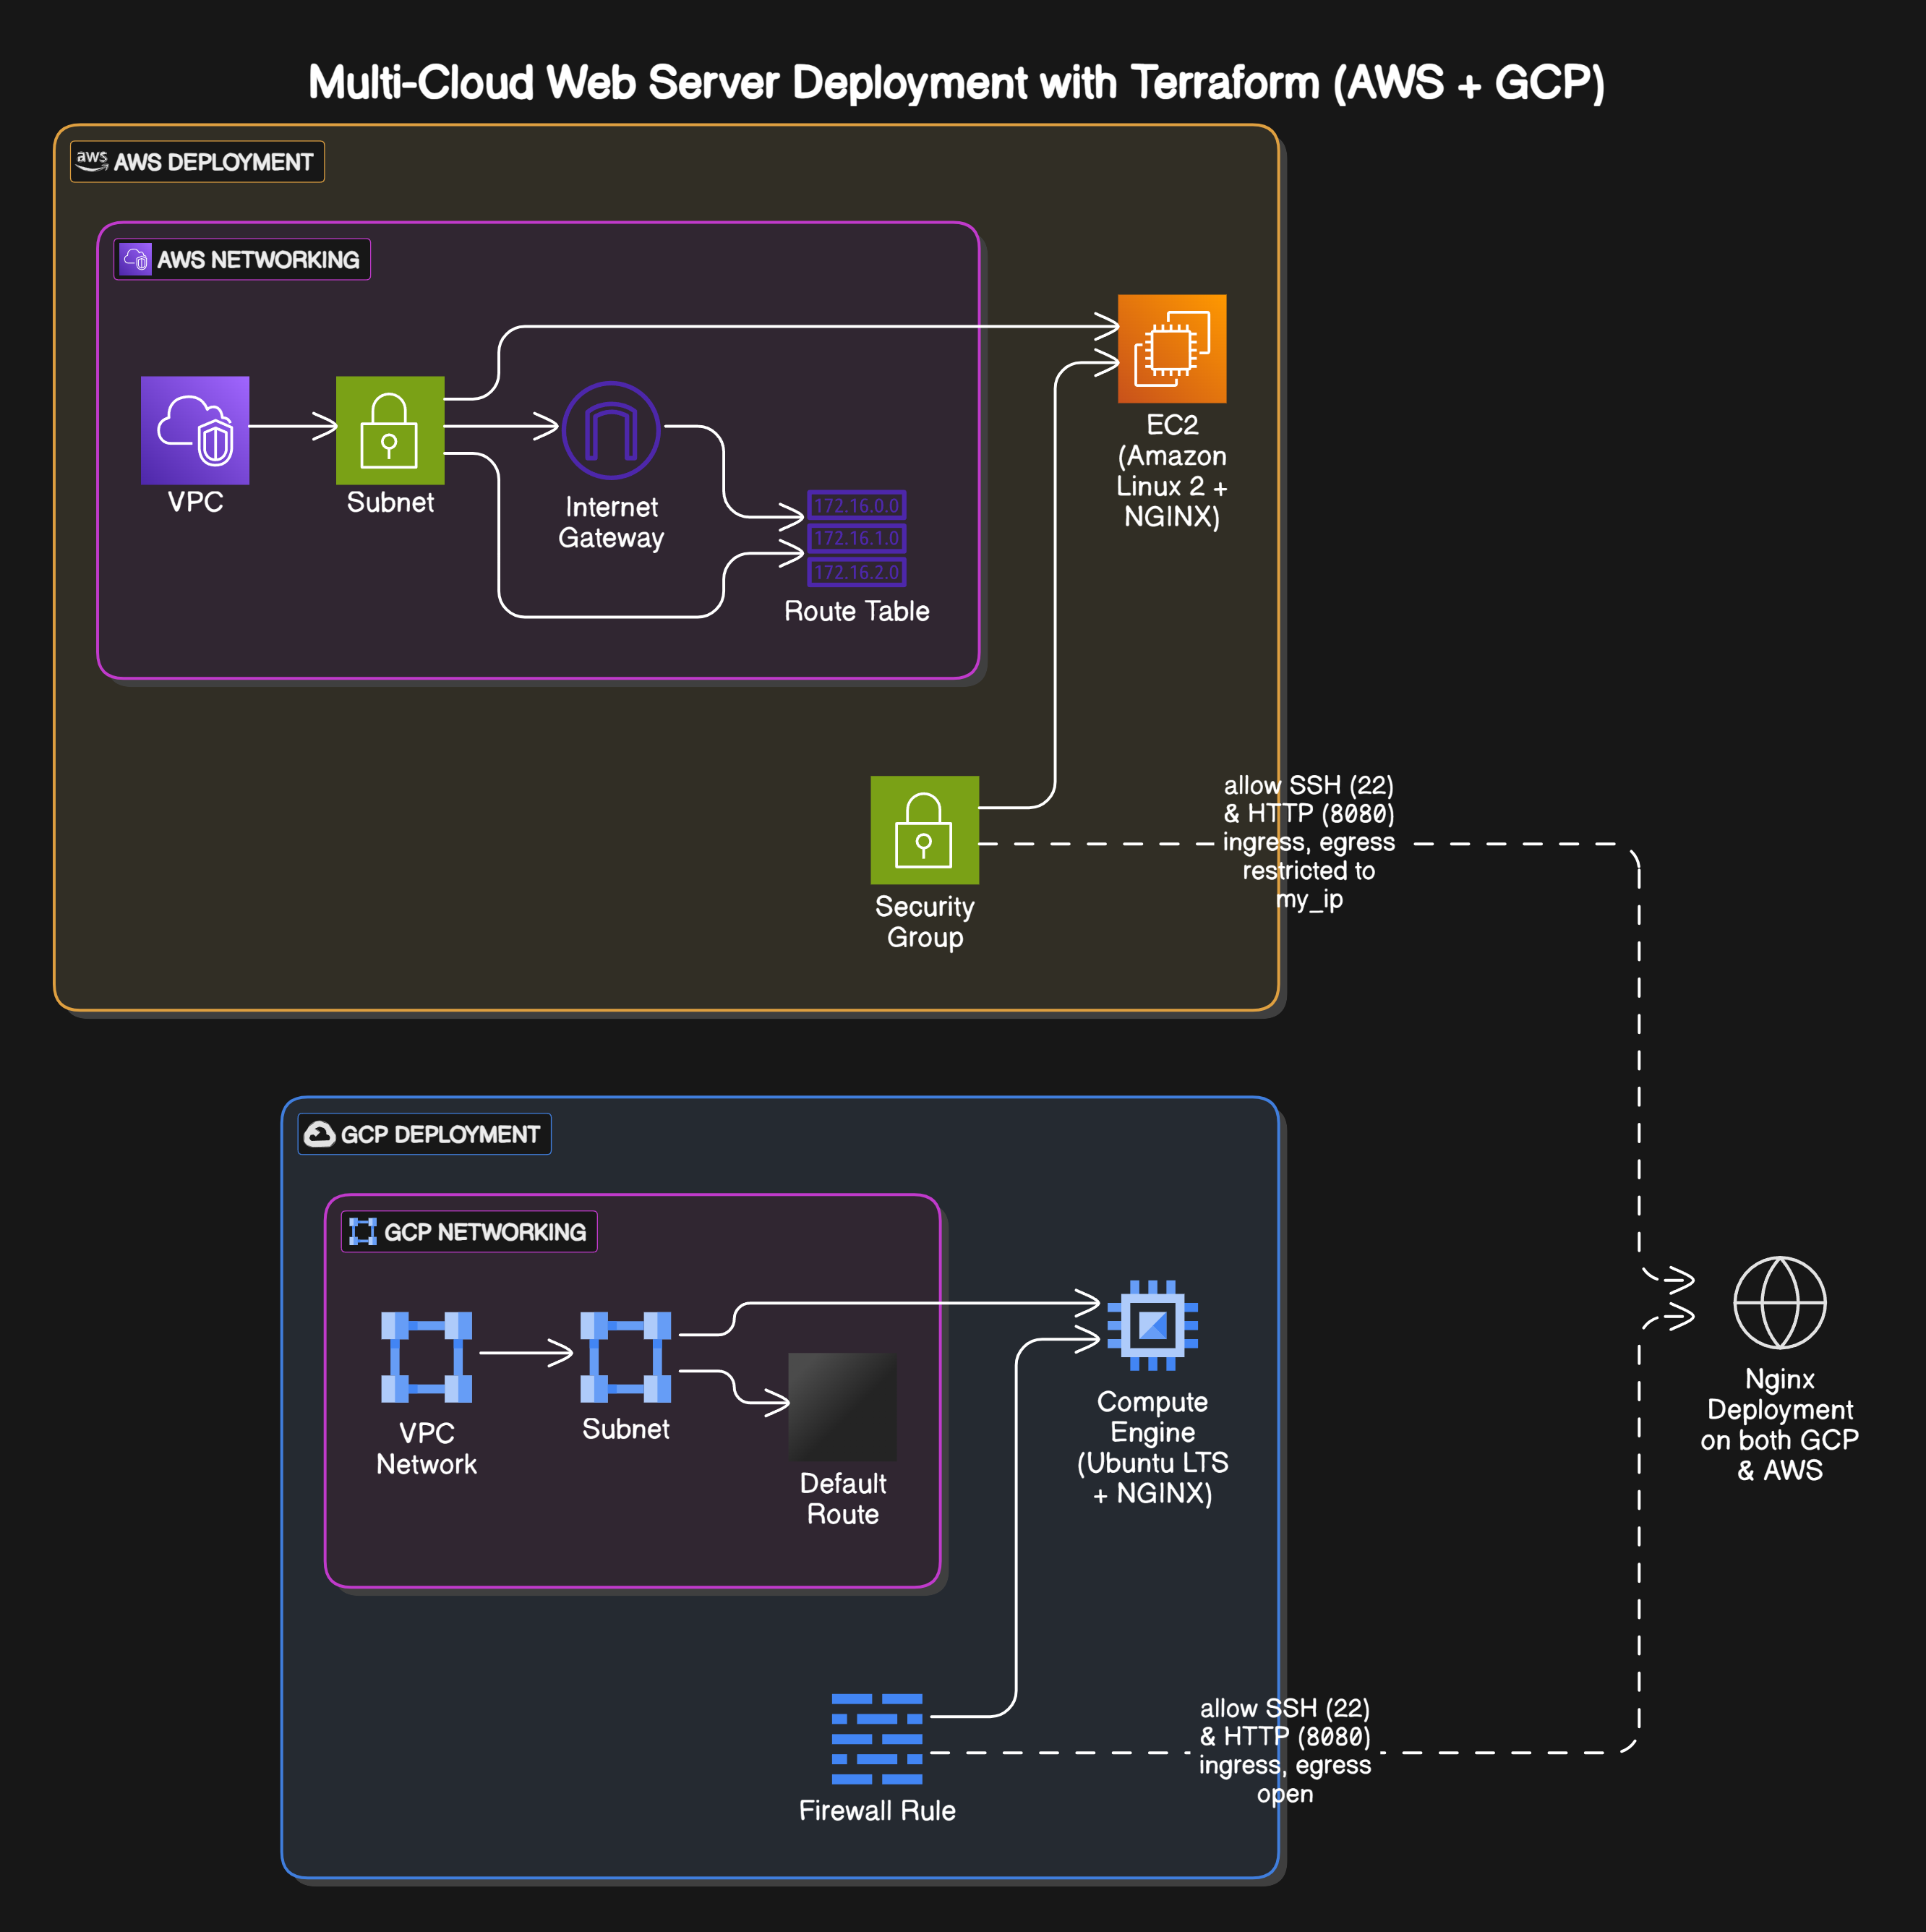 Multi-Cloud Web Server Deployment with Terraform (AWS + GCP)
aws
AWS DEPLOYMENT
AWS NETWORKING
VPC
Subnet
Internet
Gateway
172.16.0.0
172.16.1.0
172.16.2.0
Route Table
EC2
(Amazon
Linux 2 +
NGINX)
Security
Group
allow SSH (22)
& HTTP (8080)
ingress, egress
restricted to
my_ip
GCP DEPLOYMENT
GCP NETWORKING
VPC
Network
Subnet
Default
Route
Compute
Engine
(Ubuntu LTS
+ NGINX)
Firewall Rule
allow SSH (22)
& HTTP (8080)
ingress, egress
open
Nginx
Deployment
on both GCP
& AWS